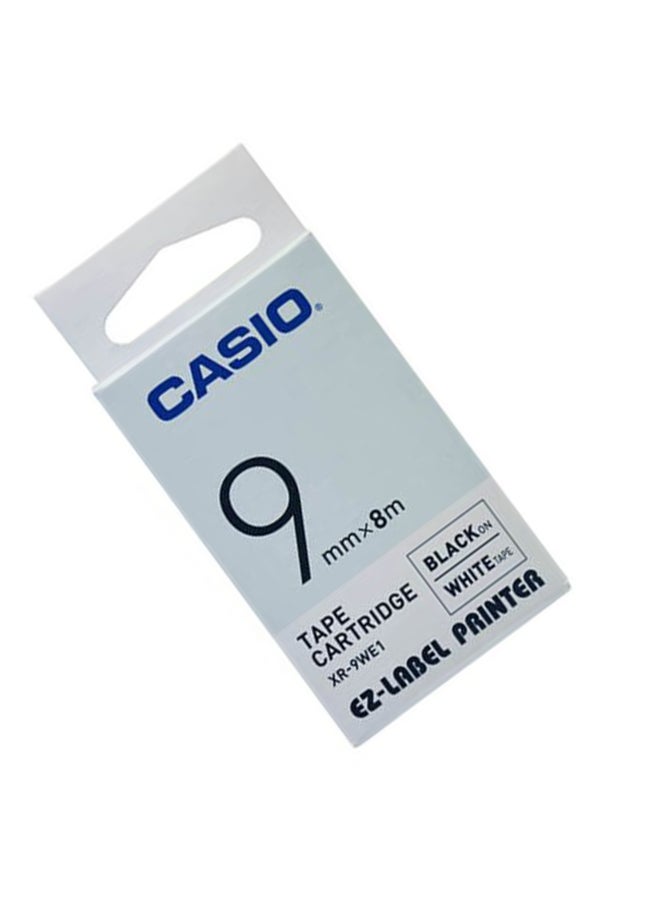 CASIO®
9 mm×8m
BLACK ON
WHITE TAPE
TAPE
CARTRIDGE
XR-9WE1
EZ-LABEL PRINTER